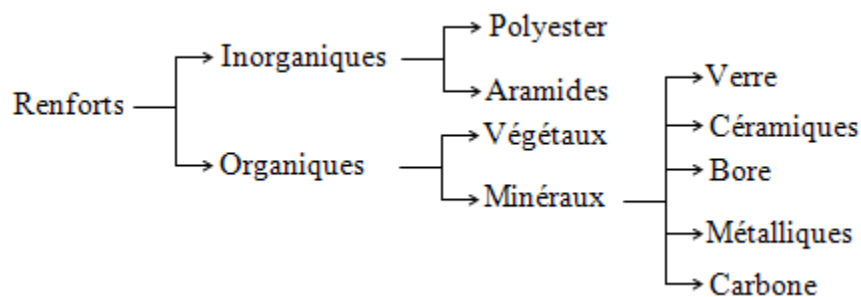 Renforts
Inorganiques
Polyester
Aramides
Organiques
Végétaux
Minéraux
Verre
Céramiques
Bore
Métalliques
Carbone